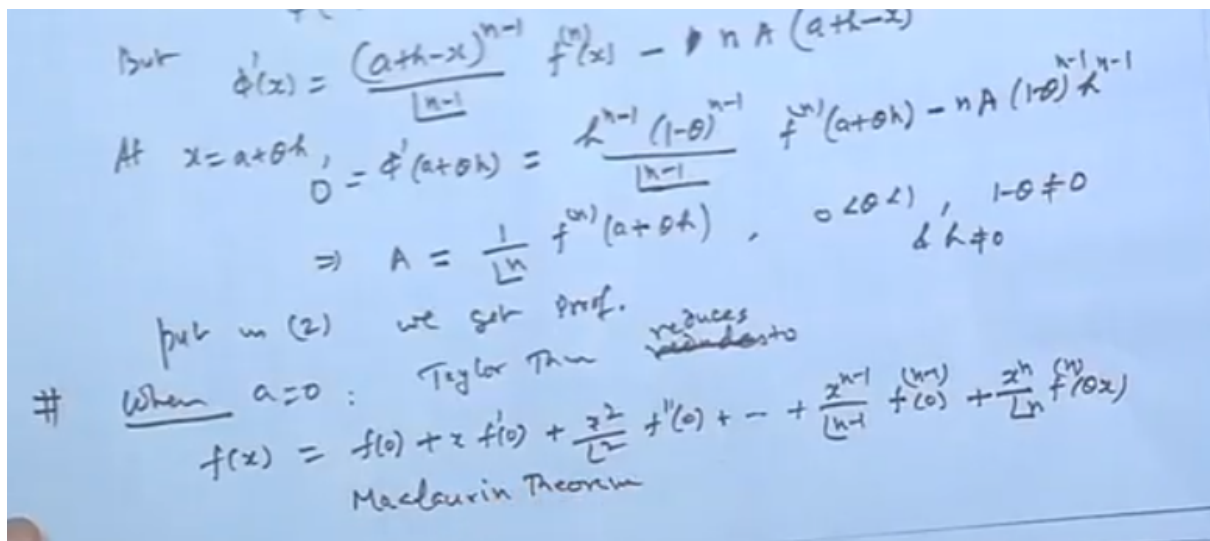 But φ'(x) = (a+h-x)^{n-1} / ⌊n-1 f^{(n)}(x) - n A (a+h-x)
At x = a+θh, 0 = φ'(a+θh) = h^{n-1} (1-θ)^{n-1} / ⌊n-1 f^{(n)}(a+θh) - n A (1-θ)^{n-1} h^{n-1}
⇒ A = 1/⌊n f^{(n)}(a+θh), 0<θ<1, 1-θ≠0
& h≠0
put in (2) we get proof.
# When a=0 : Taylor Thm reduces to
f(x) = f(0) + x f'(0) + x^2/⌊2 f''(0) + -- + x^{n-1}/⌊n-1 f^{(n-1)}(0) + x^n/⌊n f^{(n)}(θx)
Maclaurin Theorem